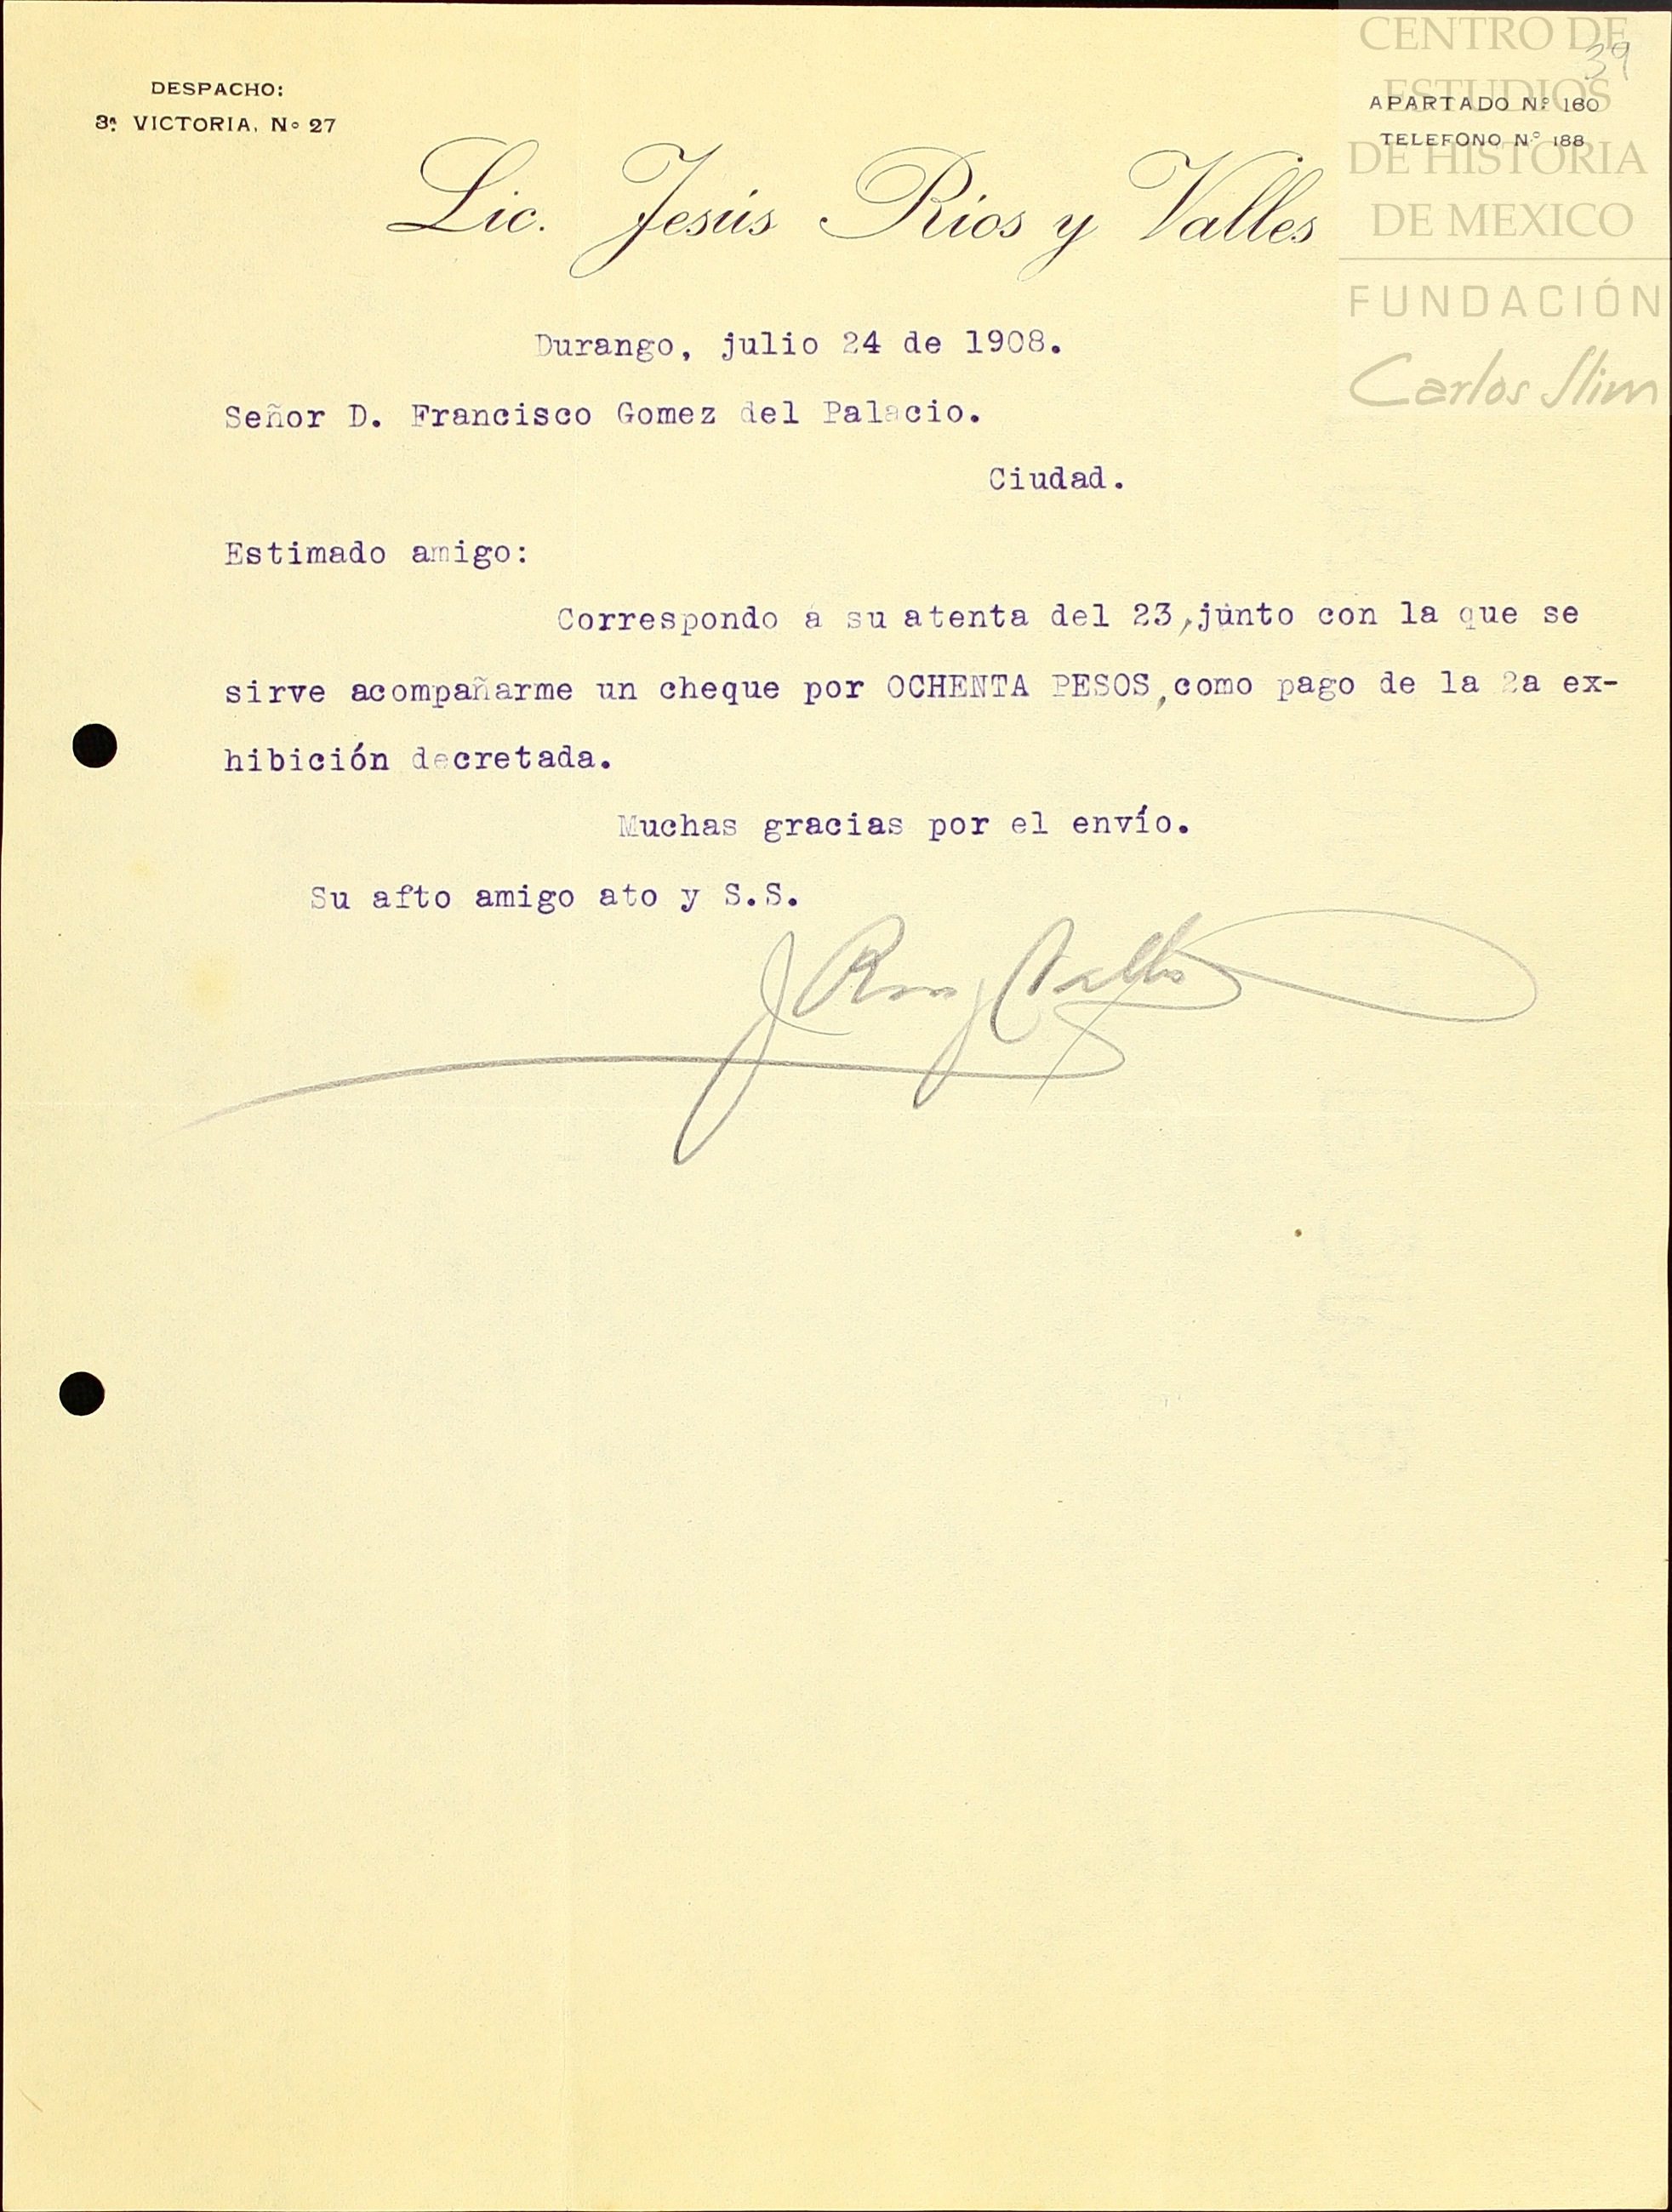 DESPACHO:
3ª VICTORIA, Nº 27
39
APARTADO Nº 160
TELEFONO Nº 188
CENTRO DE
ESTUDIOS
DE HISTORIA
DE MEXICO
FUNDACIÓN
Carlos Slim
Lic. Jesús Ríos y Valles
Durango, julio 24 de 1908.
Señor D. Francisco Gomez del Palacio.
Ciudad.
Estimado amigo:
Correspondo a su atenta del 23, junto con la que se
sirve acompañarme un cheque por OCHENTA PESOS, como pago de la 2a ex-
hibición decretada.
Muchas gracias por el envío.
Su afto amigo ato y S.S.
J Rios y Valles